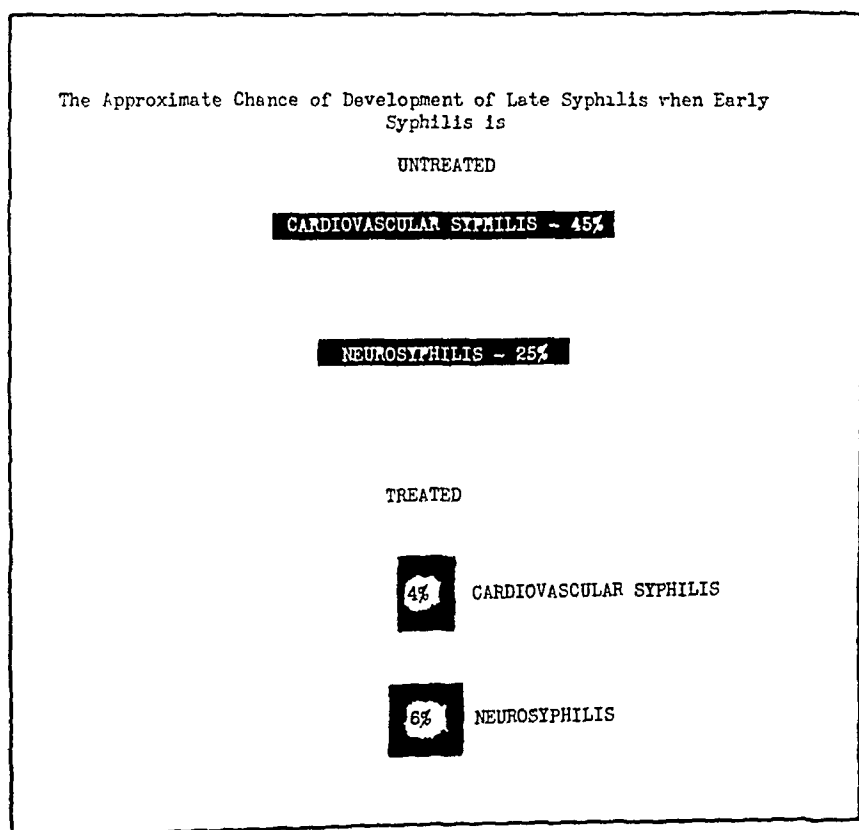 The Approximate Chance of Development of Late Syphilis when Early
Syphilis is
UNTREATED
CARDIOVASCULAR SYPHILIS - 45%
NEUROSYPHILIS - 25%
TREATED
4% CARDIOVASCULAR SYPHILIS
6% NEUROSYPHILIS